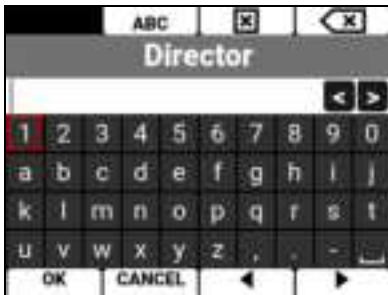 ABC
Director
< >
1 2 3 4 5 6 7 8 9 0
a b c d e f g h i j
k l m n o p q r s t
u v w x y z , . -
OK CANCEL